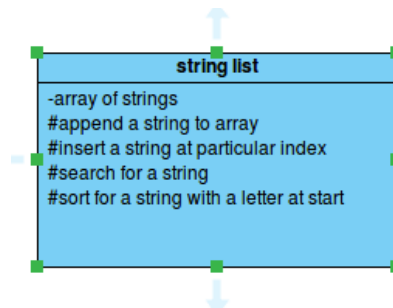 string list
-array of strings
#append a string to array
#insert a string at particular index
#search for a string
#sort for a string with a letter at start